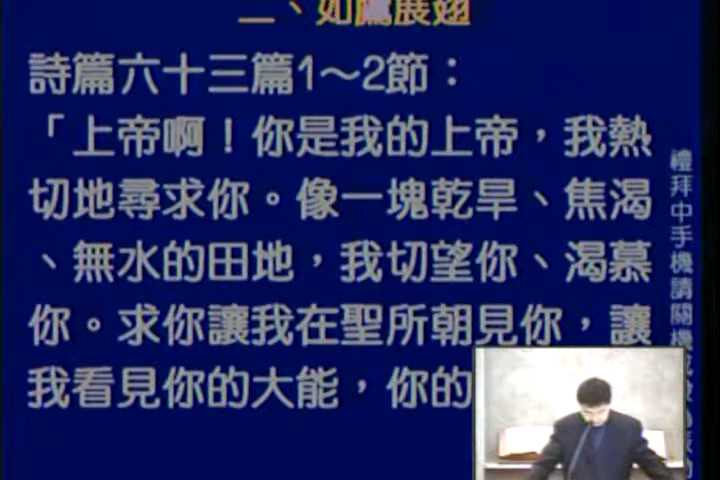 二、如鷹展翅
詩篇六十三篇1～2節：
「上帝啊！你是我的上帝，我熱
切地尋求你。像一塊乾旱、焦渴
、無水的田地，我切望你、渴慕
你。求你讓我在聖所朝見你，讓
我看見你的大能，你的
禮拜中手機請關機